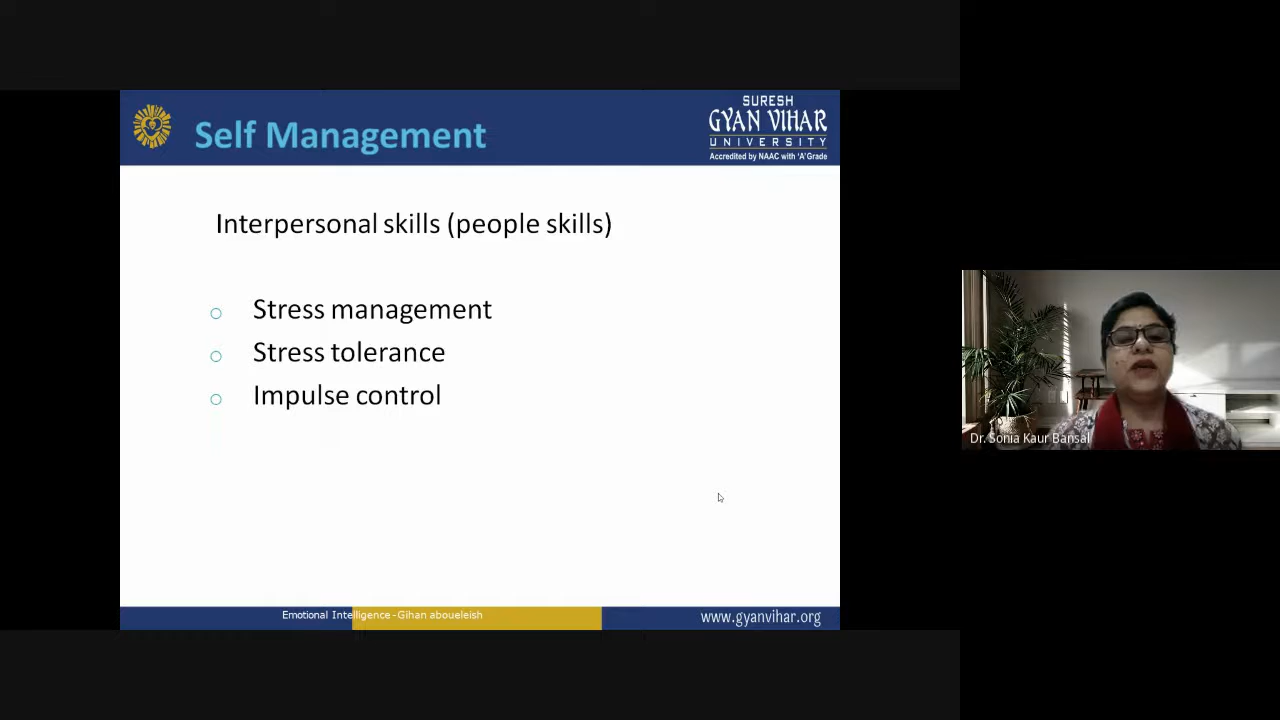 Self Management
SURESH
GYAN VIHAR
UNIVERSITY
Accredited by NAAC with 'A' Grade
Interpersonal skills (people skills)
Stress management
Stress tolerance
Impulse control
Dr. Sonia Kaur Bansal
Emotional Intelligence - Gihan aboueleish
www.gyanvihar.org